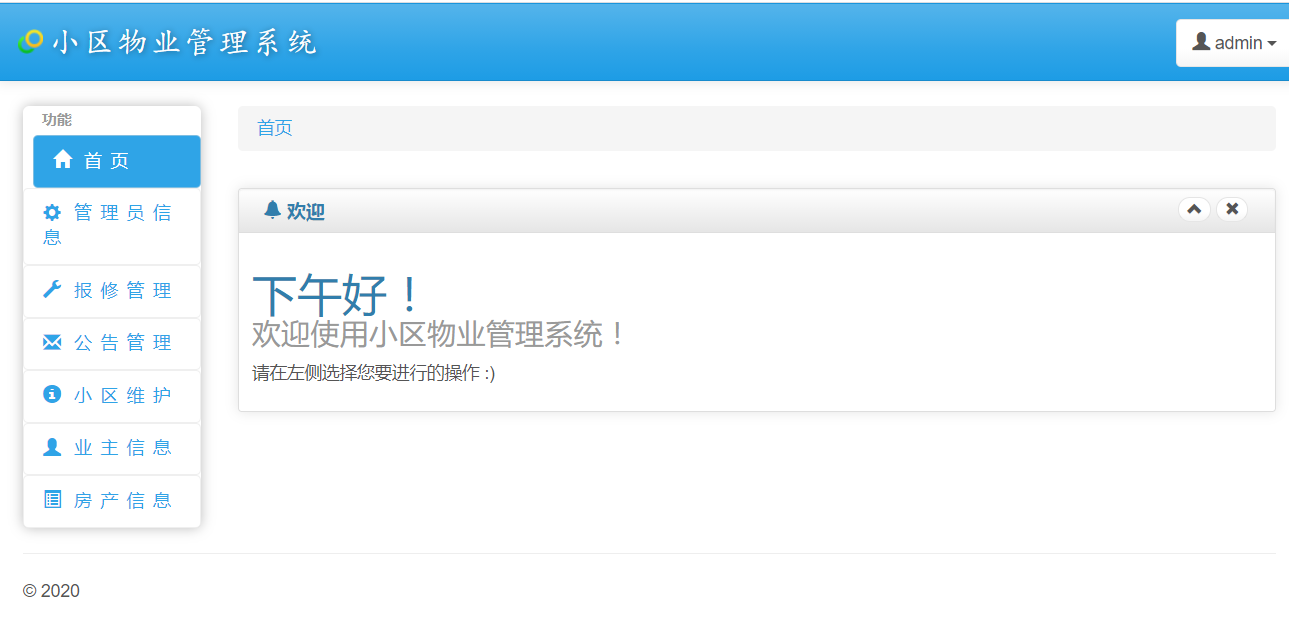 小区物业管理系统
admin
功能
首页
管理员信
息
报修管理
公告管理
小区维护
业主信息
房产信息
首页
欢迎
下午好！
欢迎使用小区物业管理系统！
请在左侧选择您要进行的操作 :)
© 2020